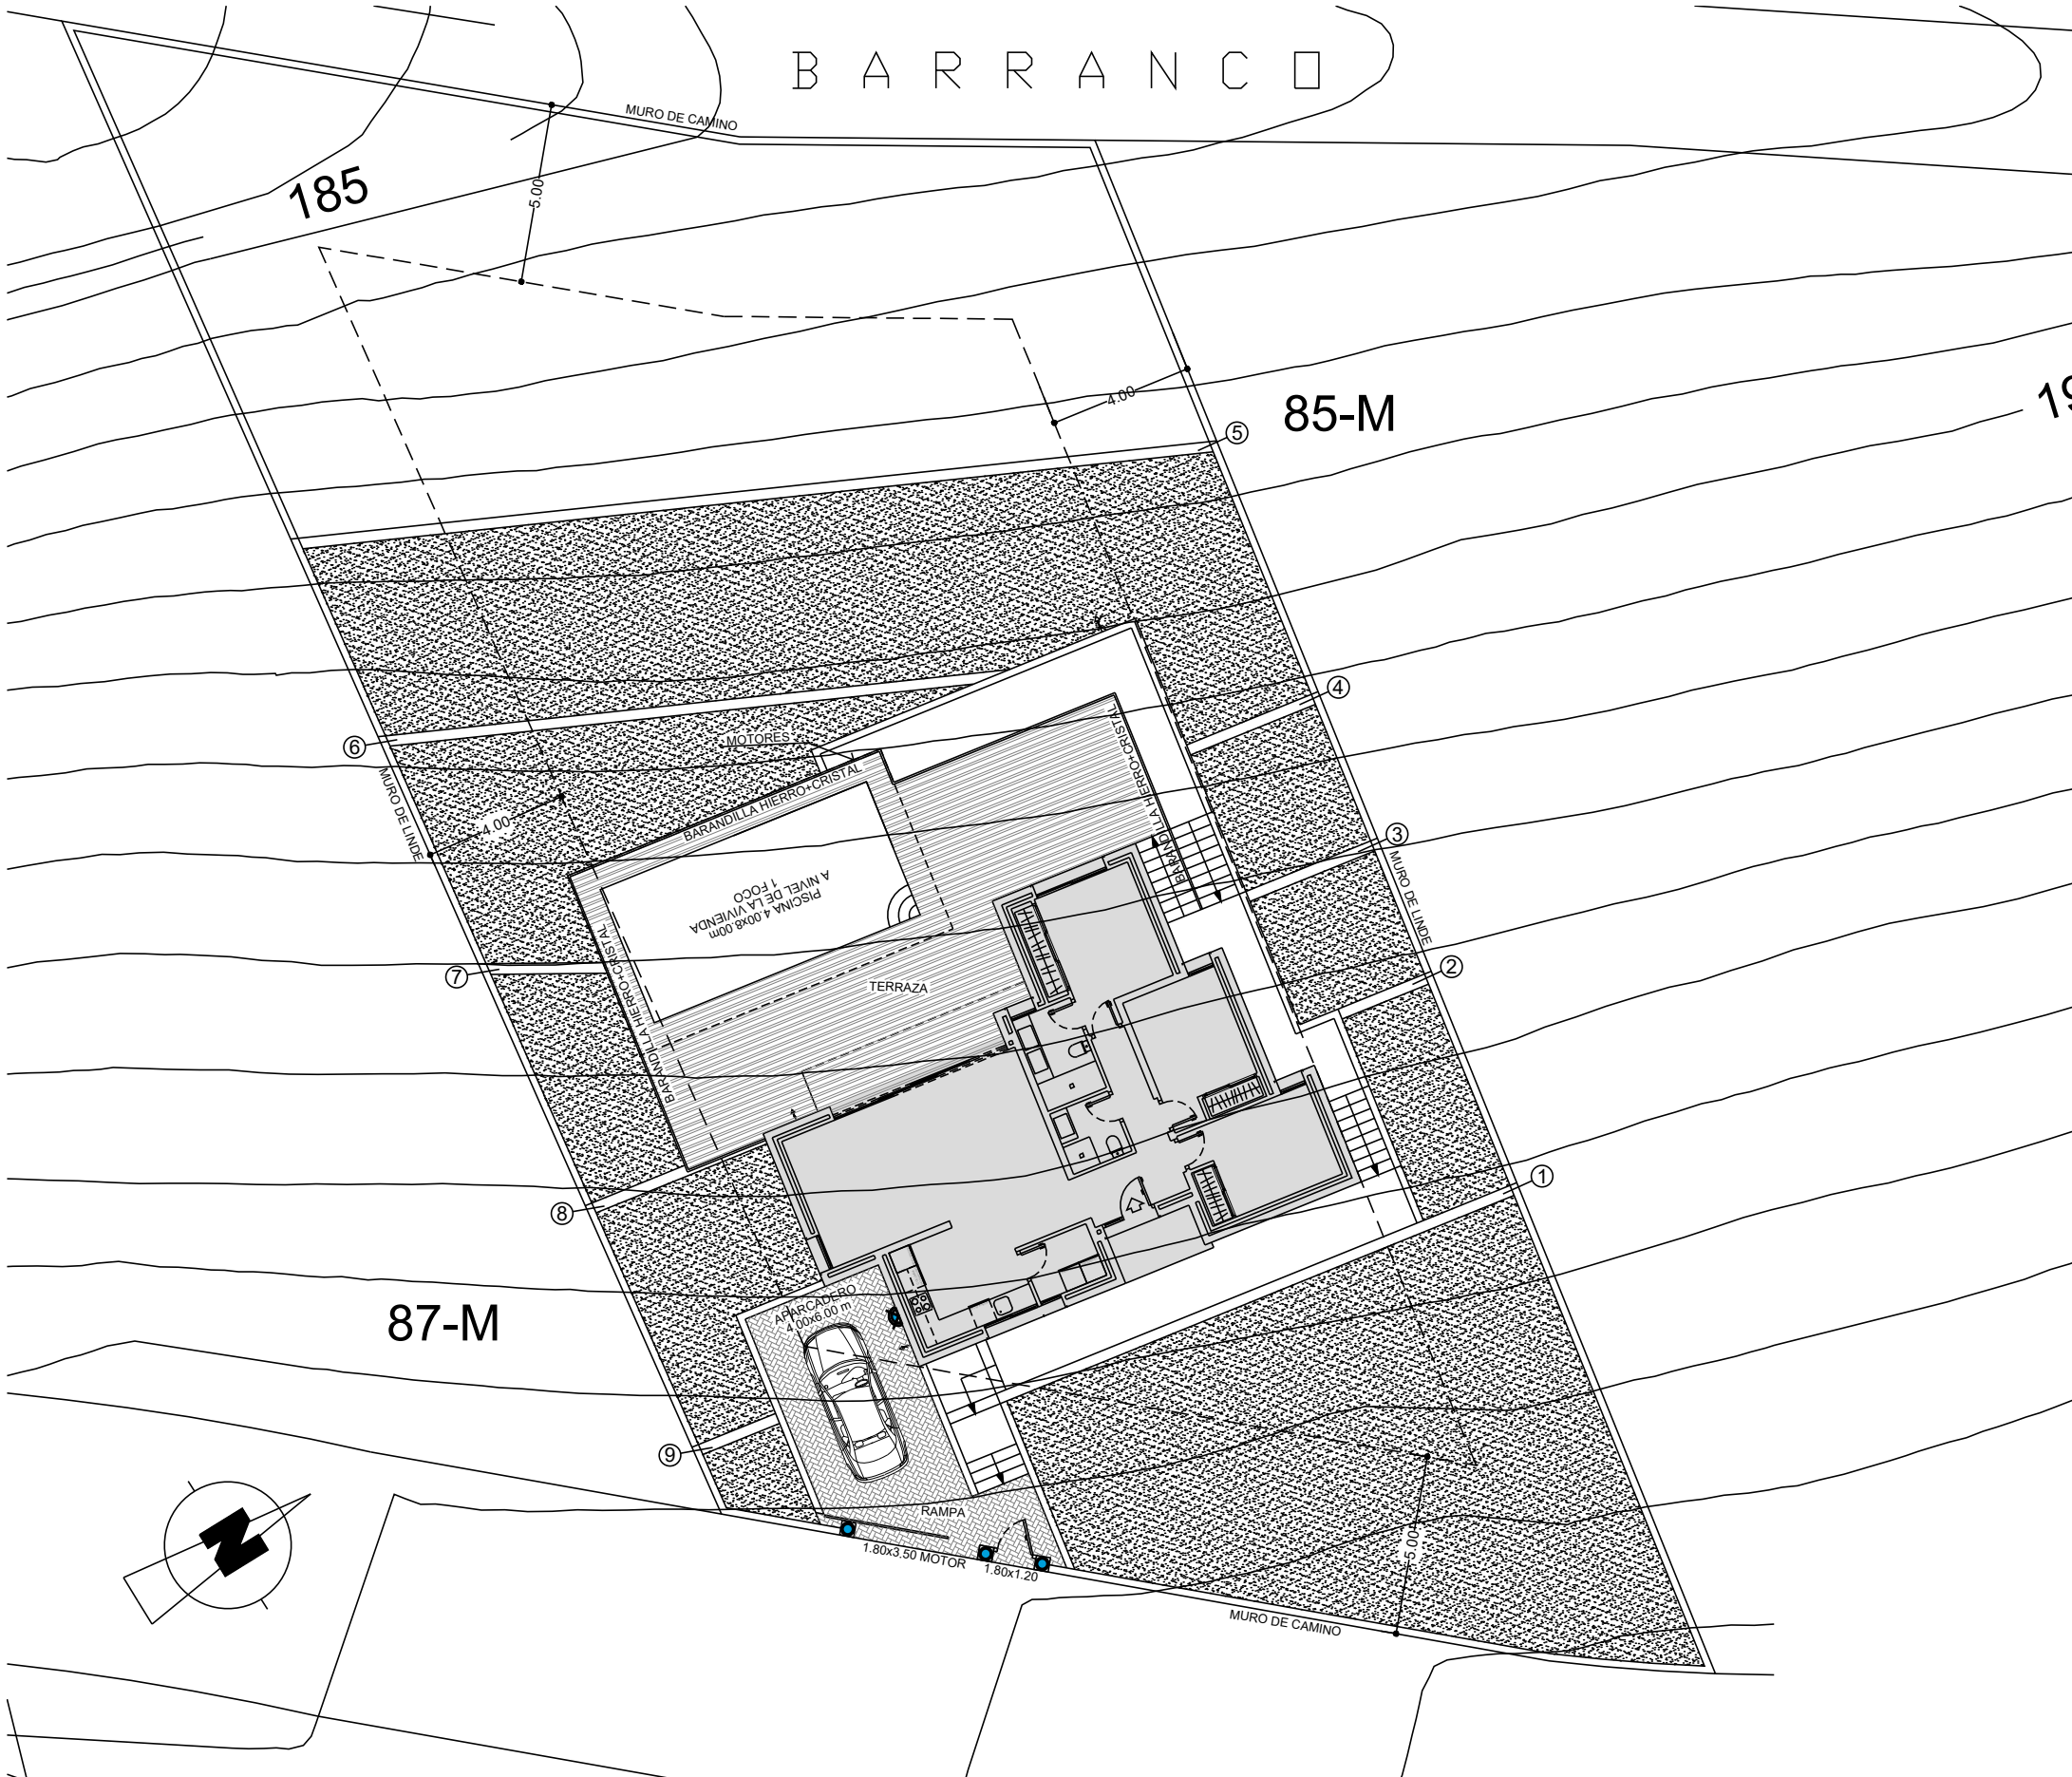 BARRANCO
MURO DE CAMINO
185
5.00
4.00
85-M
5
4
6
MOTORES
BARANDILLA HIERRO+CRISTAL
BARANDILLA HIERRO+CRISTAL
MURO DE LINDE
4.00
3
MURO DE LINDE
PISCINA 4.00x8.00m
A NIVEL DE LA VIVIENDA
1 FOCO
BARANDILLA HIERRO+CRISTAL
2
7
TERRAZA
1
8
87-M
APARCADERO
4.00x6.00 m
9
N
RAMPA
1.80x3.50 MOTOR
1.80x1.20
5.00
MURO DE CAMINO